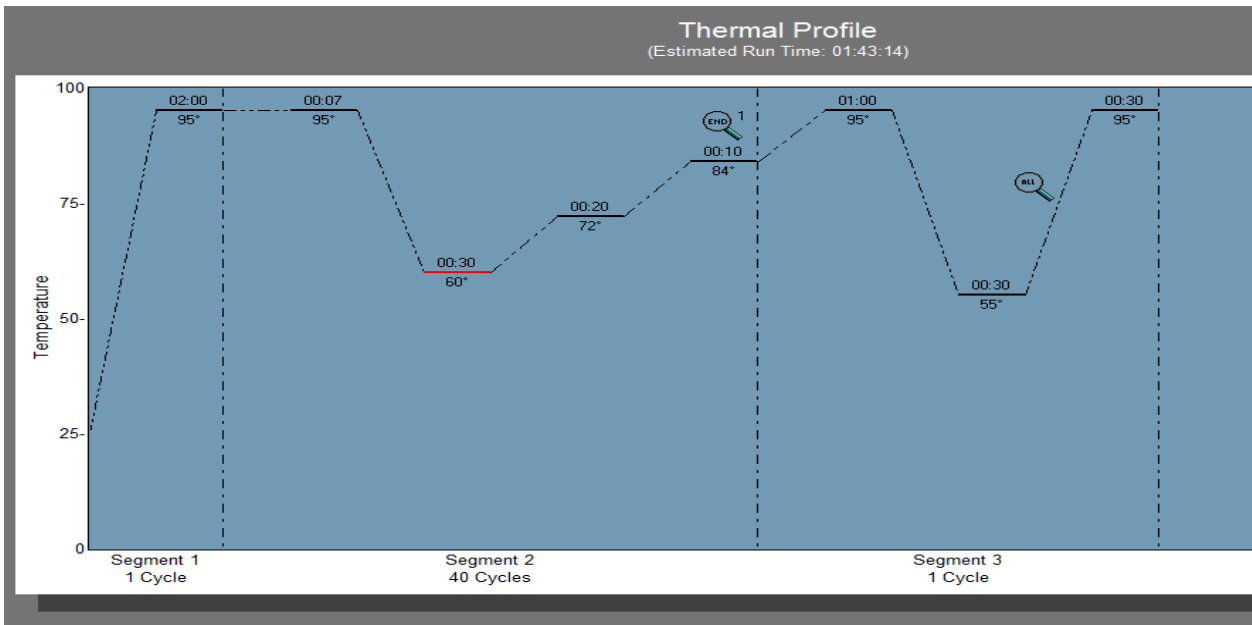 Thermal Profile
(Estimated Run Time: 01:43:14)
100
75-
50-
25-
0
Temperature
02:00
95°
00:07
95°
00:30
60°
00:20
72°
END 1
00:10
84°
01:00
95°
00:30
55°
ALL
00:30
95°
Segment 1
1 Cycle
Segment 2
40 Cycles
Segment 3
1 Cycle